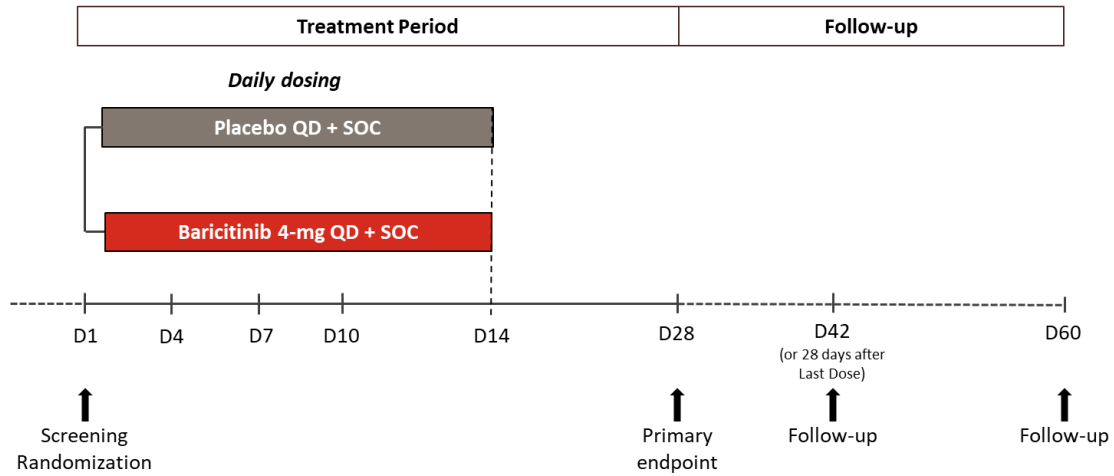 Treatment Period
Follow-up
Daily dosing
Placebo QD + SOC
Baricitinib 4-mg QD + SOC
D1
D4
D7
D10
D14
D28
D42
D60
(or 28 days after
Last Dose)
Screening
Randomization
Primary
endpoint
Follow-up
Follow-up